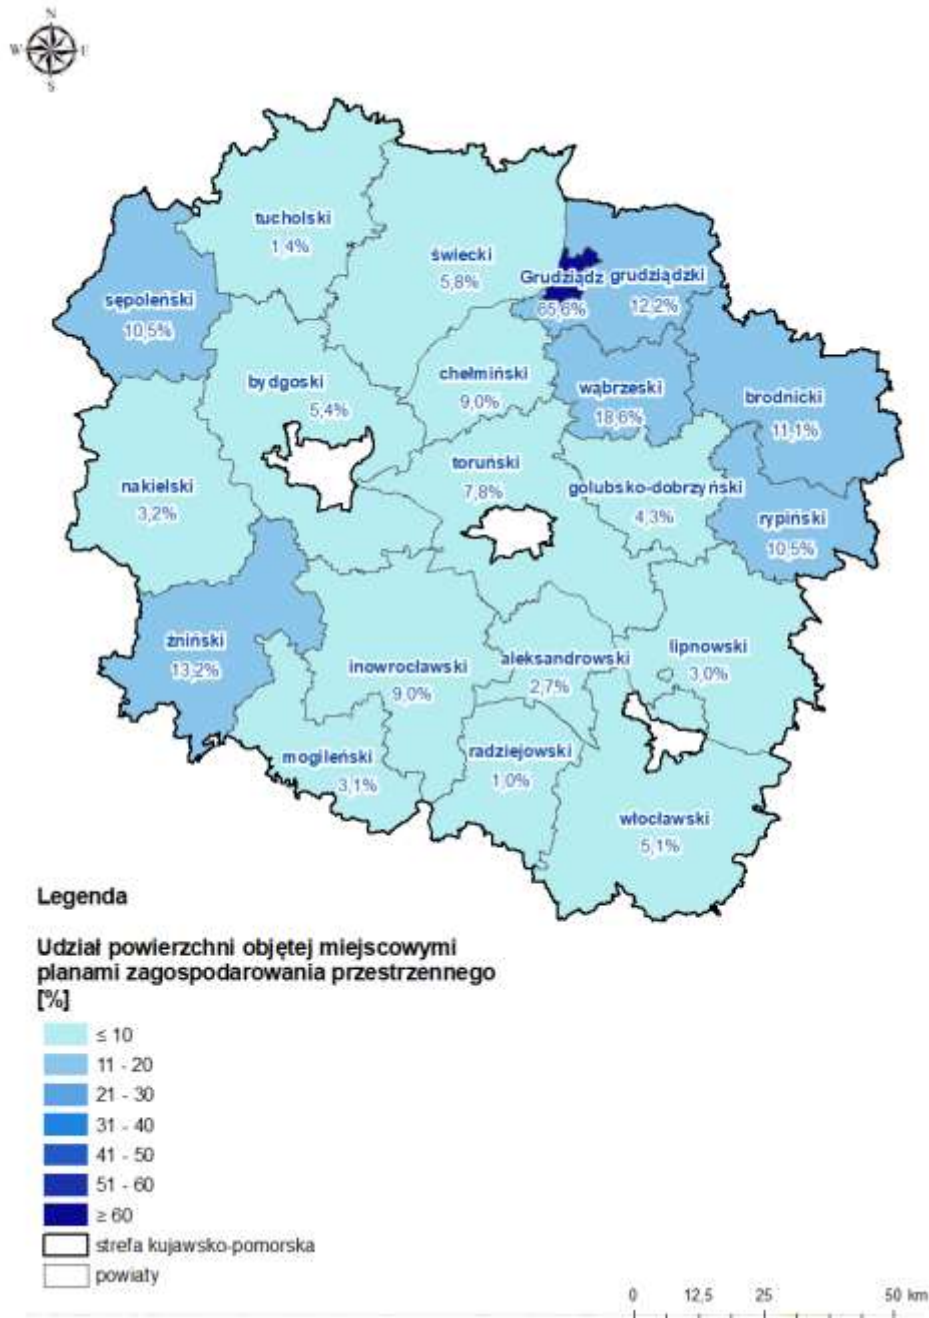 N
W E
S
tucholski
1,4%
świecki
5,8%
Grudziądz
65,6%
grudziądzki
12,2%
sępoleński
10,5%
bydgoski
5,4%
chełmiński
9,0%
wąbrzeski
18,6%
brodnicki
11,1%
nakielski
3,2%
toruński
7,8%
golubsko-dobrzyński
4,3%
rypiński
10,5%
żniński
13,2%
inowrocławski
9,0%
aleksandrowski
2,7%
lipnowski
3,0%
mogileński
3,1%
radziejowski
1,0%
włocławski
5,1%
Legenda
Udział powierzchni objętej miejscowymi
planami zagospodarowania przestrzennego
[%]
≤ 10
11 - 20
21 - 30
31 - 40
41 - 50
51 - 60
≥ 60
strefa kujawsko-pomorska
powiaty
0 12,5 25 50 km